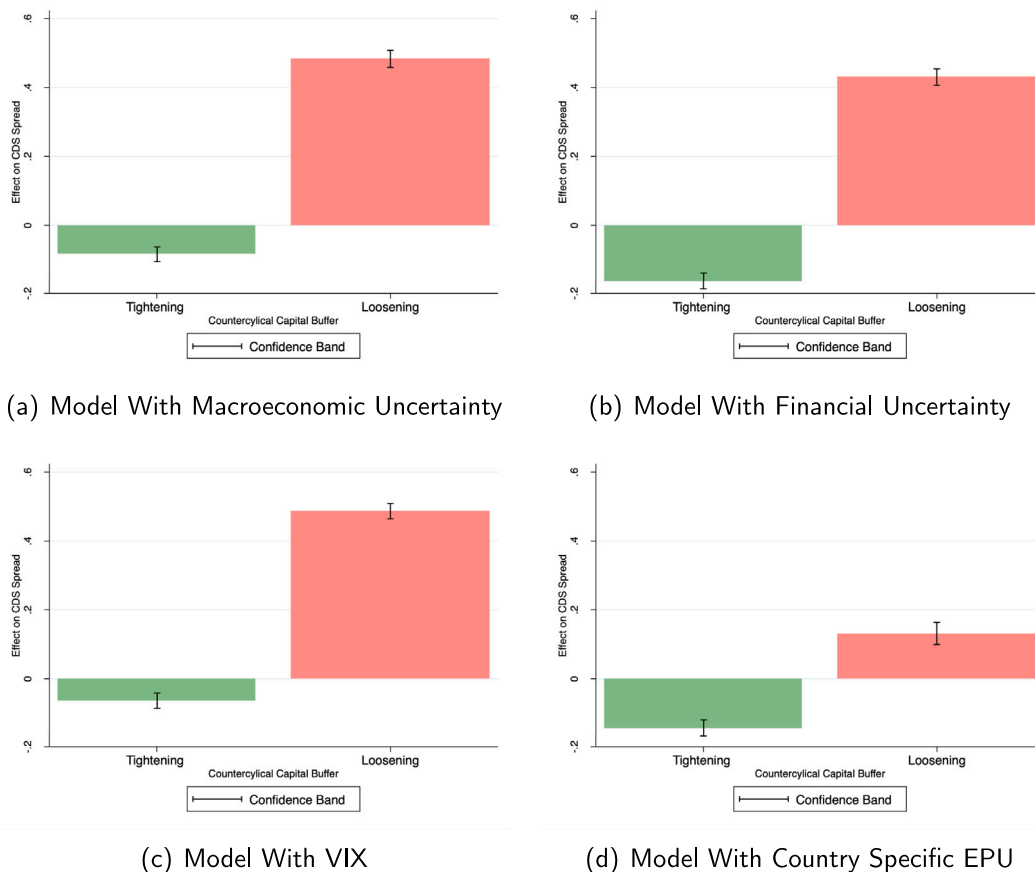 .6
.4
.2
0
-.2
Effect on CDS Spread
Tightening
Loosening
Countercylical Capital Buffer
Confidence Band
(a) Model With Macroeconomic Uncertainty
.6
.4
.2
0
-.2
Effect on CDS Spread
Tightening
Loosening
Countercylical Capital Buffer
Confidence Band
(b) Model With Financial Uncertainty
.6
.4
.2
0
-.2
Effect on CDS Spread
Tightening
Loosening
Countercylical Capital Buffer
Confidence Band
(c) Model With VIX
.6
.4
.2
0
-.2
Effect on CDS Spread
Tightening
Loosening
Countercylical Capital Buffer
Confidence Band
(d) Model With Country Specific EPU